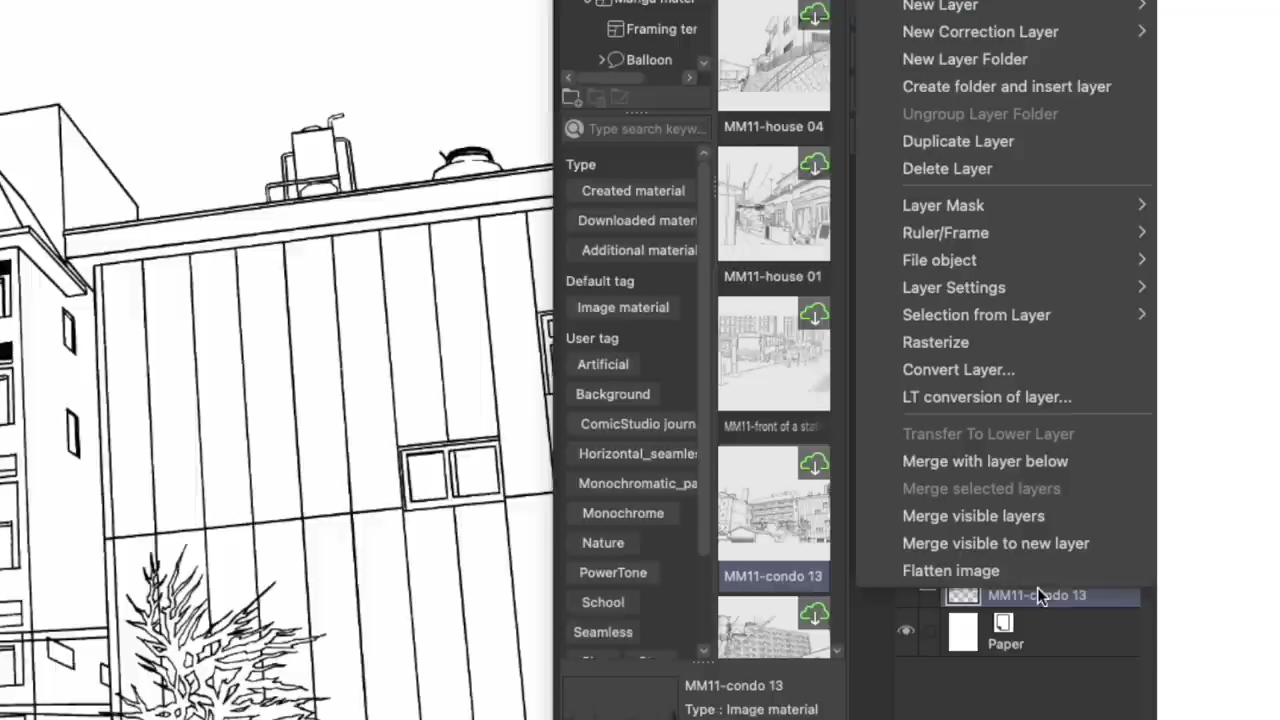 Manga mater
Framing ter
Balloon
Type search keyw...
Type
Created material
Downloaded mater
Additional material
Default tag
Image material
User tag
Artificial
Background
ComicStudio journ
Horizontal_seamles
Monochromatic_pa
Monochrome
Nature
PowerTone
School
Seamless
MM11-house 04
MM11-house 01
MM11-front of a stat
MM11-condo 13
MM11-condo 13
Type : Image material
New Layer
New Correction Layer
New Layer Folder
Create folder and insert layer
Ungroup Layer Folder
Duplicate Layer
Delete Layer
Layer Mask
Ruler/Frame
File object
Layer Settings
Selection from Layer
Rasterize
Convert Layer...
LT conversion of layer...
Transfer To Lower Layer
Merge with layer below
Merge selected layers
Merge visible layers
Merge visible to new layer
Flatten image
MM11-condo 13
Paper